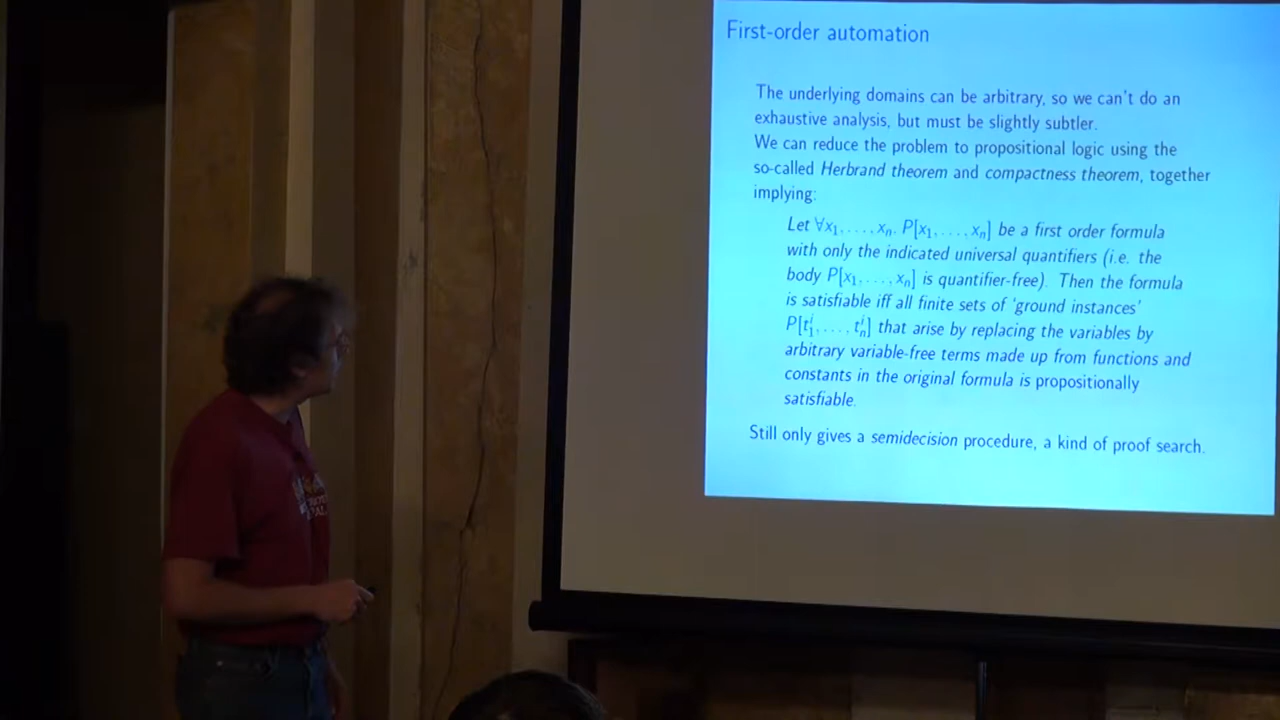 First-order automation
The underlying domains can be arbitrary, so we can't do an
exhaustive analysis, but must be slightly subtler.
We can reduce the problem to propositional logic using the
so-called Herbrand theorem and compactness theorem, together
implying:
Let ∀x₁, . . . , xₙ. P[x₁, . . . , xₙ] be a first order formula
with only the indicated universal quantifiers (i.e. the
body P[x₁, . . . , xₙ] is quantifier-free). Then the formula
is satisfiable iff all finite sets of 'ground instances'
P[t₁ⁱ, . . . , tₙⁱ] that arise by replacing the variables by
arbitrary variable-free terms made up from functions and
constants in the original formula is propositionally
satisfiable.
Still only gives a semidecision procedure, a kind of proof search.